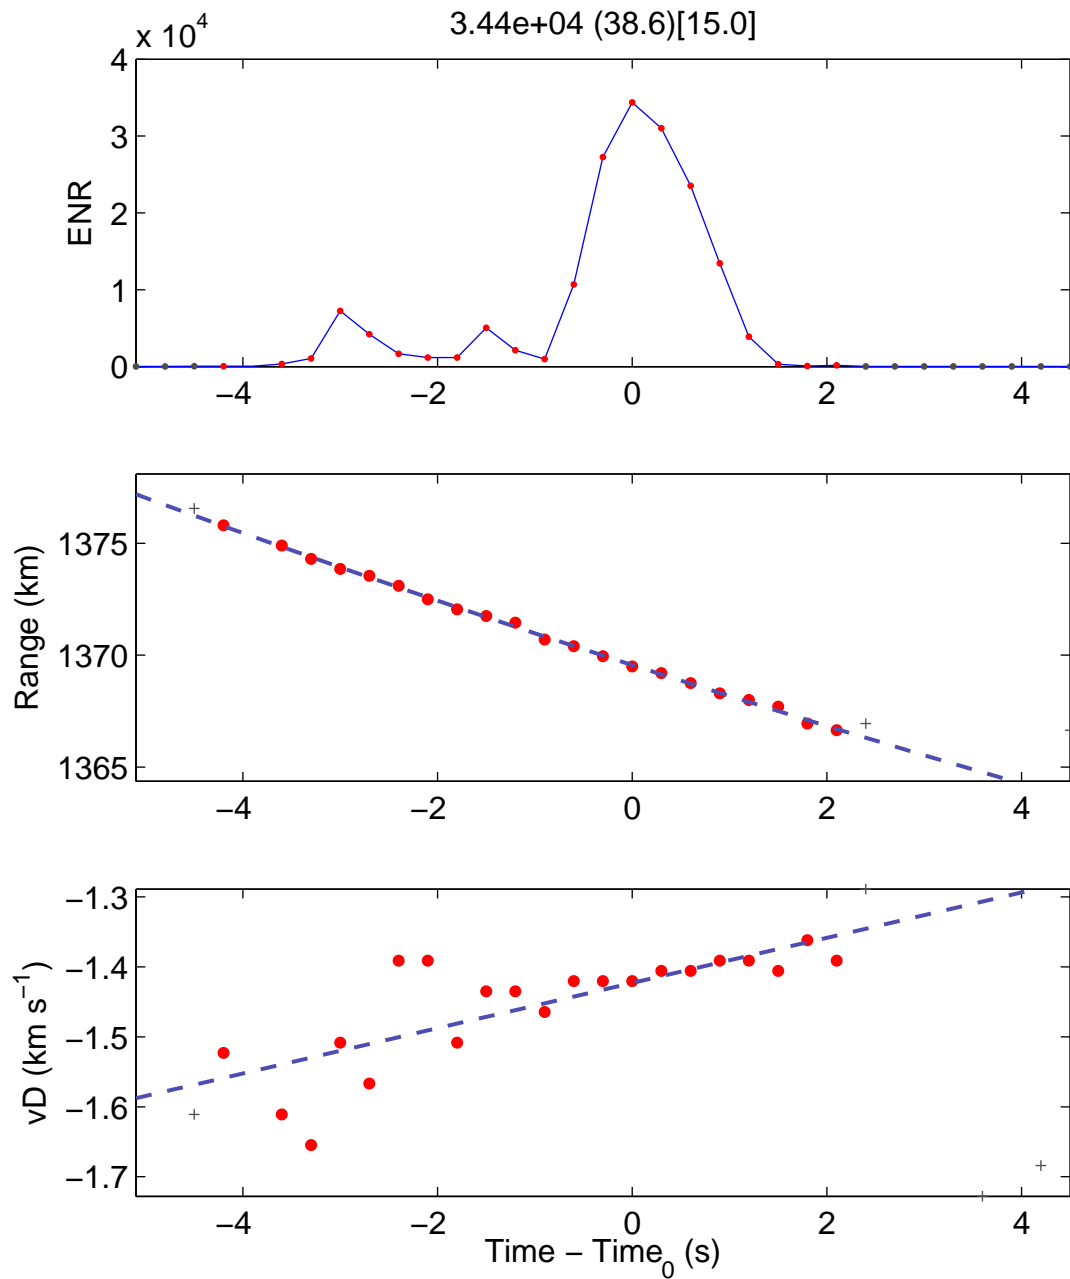 3.44e+04 (38.6)[15.0]
x 10^4
4
3
2
1
0
ENR
−4 −2 0 2 4
1375
1370
1365
Range (km)
−4 −2 0 2 4
−1.3
−1.4
−1.5
−1.6
−1.7
vD (km s^−1)
−4 −2 0 2 4
Time − Time_0 (s)